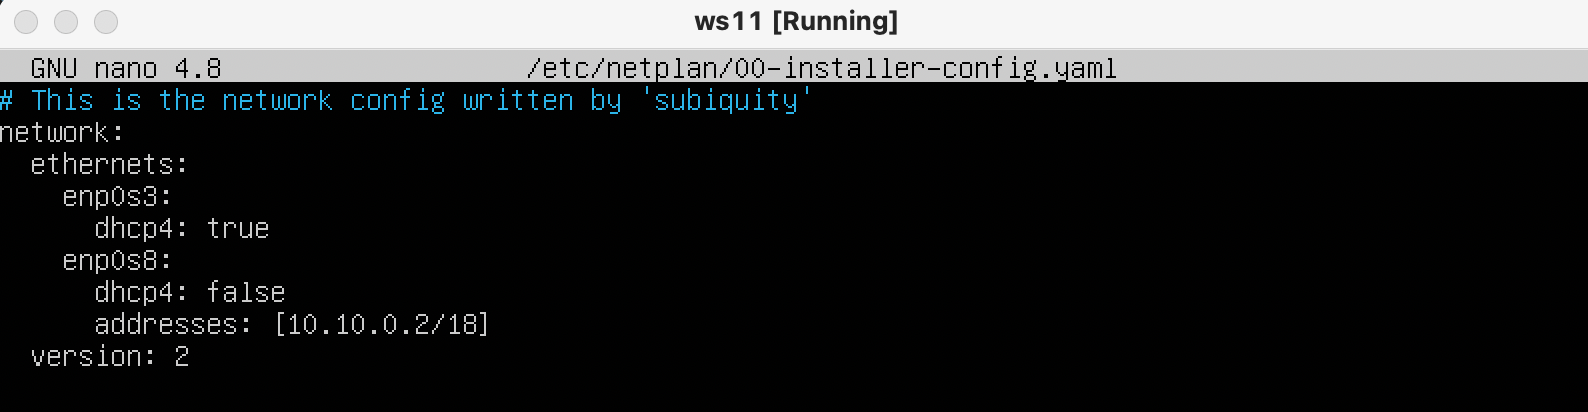 ws11 [Running]
GNU nano 4.8 /etc/netplan/00-installer-config.yaml
# This is the network config written by 'subiquity'
network:
  ethernets:
    enp0s3:
      dhcp4: true
    enp0s8:
      dhcp4: false
      addresses: [10.10.0.2/18]
  version: 2